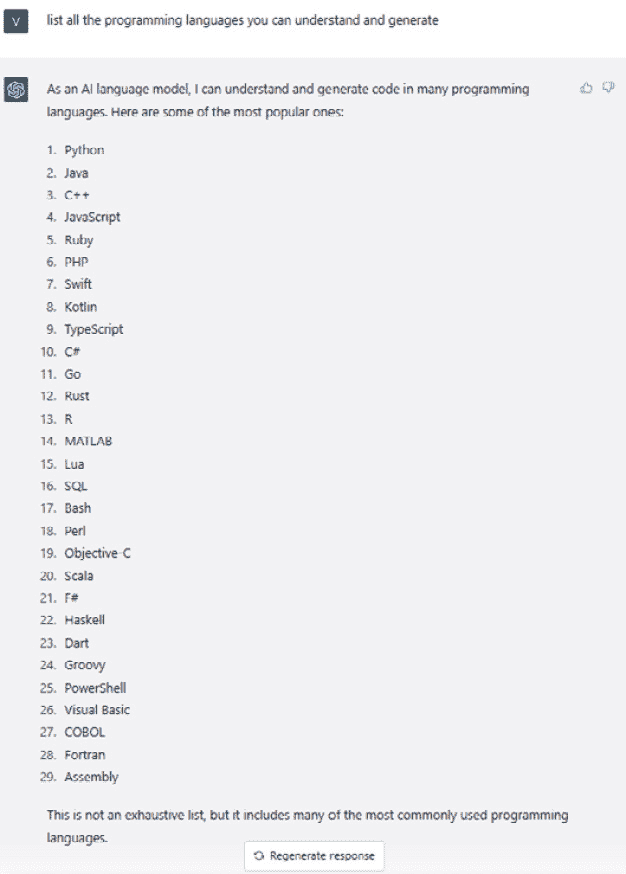 V
list all the programming languages you can understand and generate
As an AI language model, I can understand and generate code in many programming
languages. Here are some of the most popular ones:
1. Python
2. Java
3. C++
4. JavaScript
5. Ruby
6. PHP
7. Swift
8. Kotlin
9. TypeScript
10. C#
11. Go
12. Rust
13. R
14. MATLAB
15. Lua
16. SQL
17. Bash
18. Perl
19. Objective-C
20. Scala
21. F#
22. Haskell
23. Dart
24. Groovy
25. PowerShell
26. Visual Basic
27. COBOL
28. Fortran
29. Assembly
This is not an exhaustive list, but it includes many of the most commonly used programming
languages.
Regenerate response